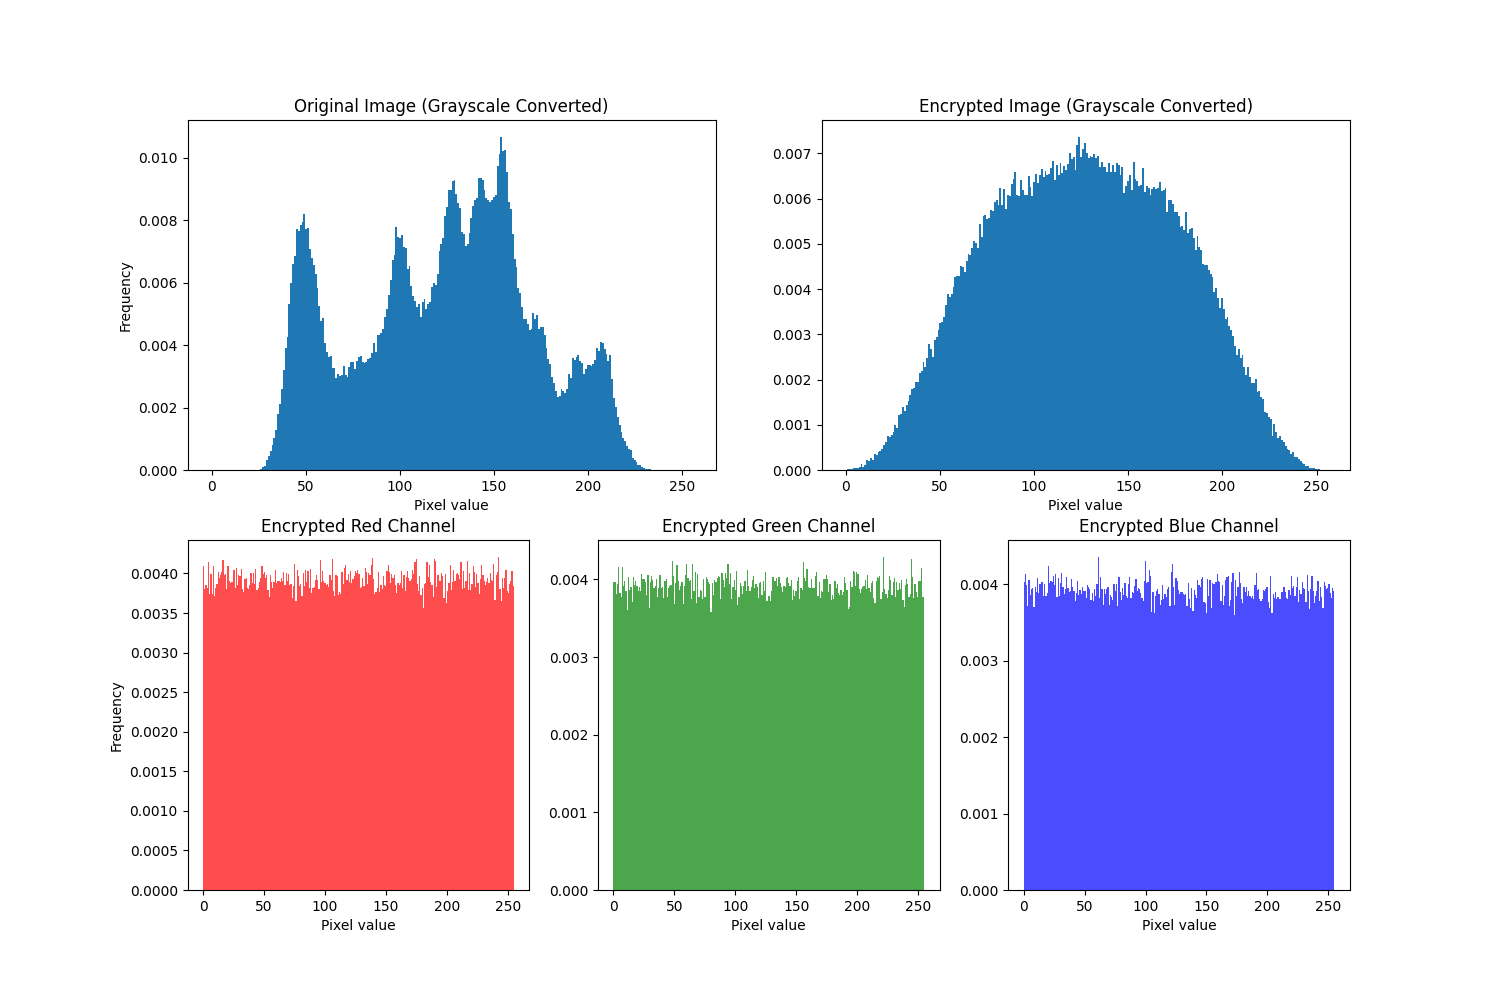 Original Image (Grayscale Converted)
Encrypted Image (Grayscale Converted)
0.010
0.008
0.006
0.004
0.002
0.000
Frequency
0 50 100 150 200 250
Pixel value
0.007
0.006
0.005
0.004
0.003
0.002
0.001
0.000
0 50 100 150 200 250
Pixel value
Encrypted Red Channel
Encrypted Green Channel
Encrypted Blue Channel
0.0040
0.0035
0.0030
0.0025
0.0020
0.0015
0.0010
0.0005
0.0000
Frequency
0 50 100 150 200 250
Pixel value
0.004
0.003
0.002
0.001
0.000
0 50 100 150 200 250
Pixel value
0.004
0.003
0.002
0.001
0.000
0 50 100 150 200 250
Pixel value